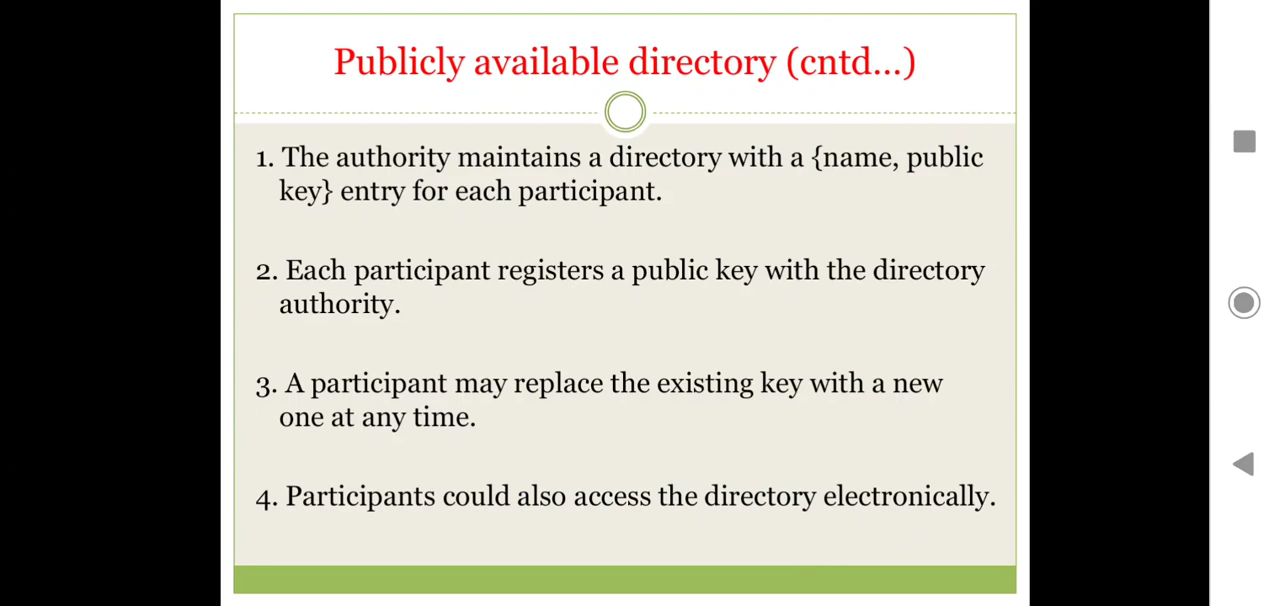 Publicly available directory (cntd...)
1. The authority maintains a directory with a {name, public
key} entry for each participant.
2. Each participant registers a public key with the directory
authority.
3. A participant may replace the existing key with a new
one at any time.
4. Participants could also access the directory electronically.